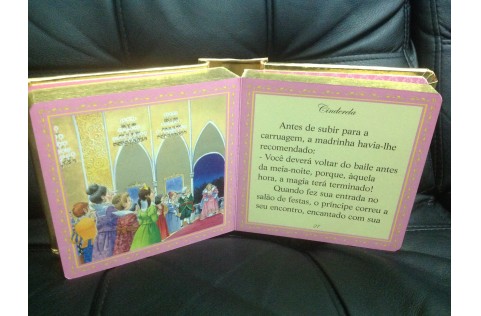 Cinderela
Antes de subir para a
carruagem, a madrinha havia-lhe
recomendado:
- Você deverá voltar do baile antes
da meia-noite, porque, àquela
hora, a magia terá terminado!
Quando fez sua entrada no
salão de festas, o príncipe correu a
seu encontro, encantado com sua